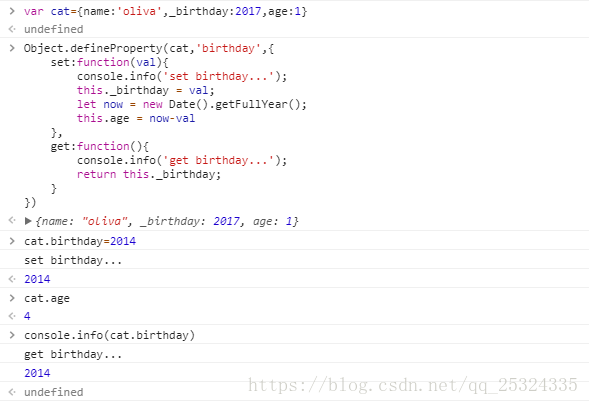 > var cat={name:'oliva',_birthday:2017,age:1}
undefined
> Object.defineProperty(cat,'birthday',{
set:function(val){
console.info('set birthday...');
this._birthday = val;
let now = new Date().getFullYear();
this.age = now-val
},
get:function(){
console.info('get birthday...');
return this._birthday;
}
})
{name: "oliva", _birthday: 2017, age: 1}
> cat.birthday=2014
set birthday...
2014
> cat.age
4
> console.info(cat.birthday)
get birthday...
2014
undefined
https://blog.csdn.net/qq_25324335